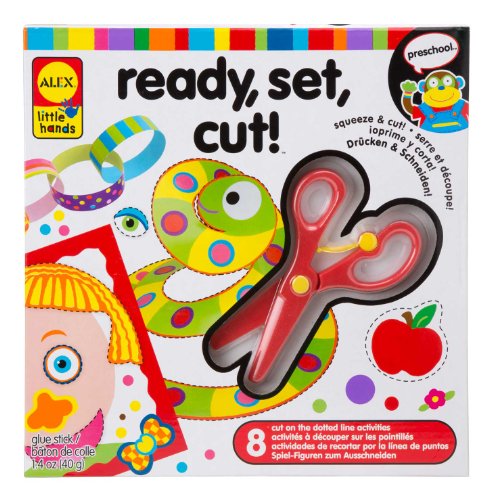 ALEX
little
hands
ready, set,
cut!™
preschool...
squeeze & cut! • serre et découpe!
¡oprime y corta!
Drücken & Schneiden!
glue stick /
bâton de colle
1.4 oz (40 g)
8
cut on the dotted line activities
activités à découper sur les pointillés
actividades de recortar por la línea de puntos
Spiel-Figuren zum Ausschneiden